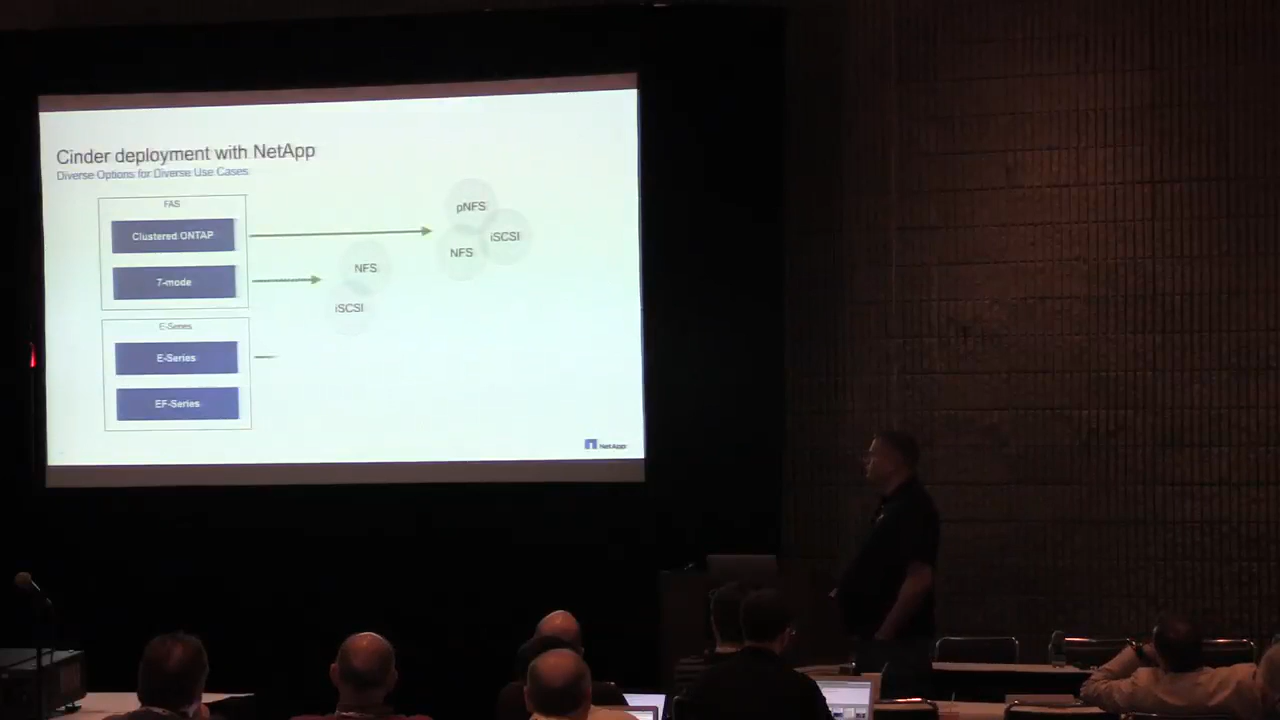 Cinder deployment with NetApp
Diverse Options for Diverse Use Cases
FAS
Clustered ONTAP
7-mode
pNFS
iSCSI
NFS
NFS
iSCSI
E-Series
E-Series
EF-Series
NetApp